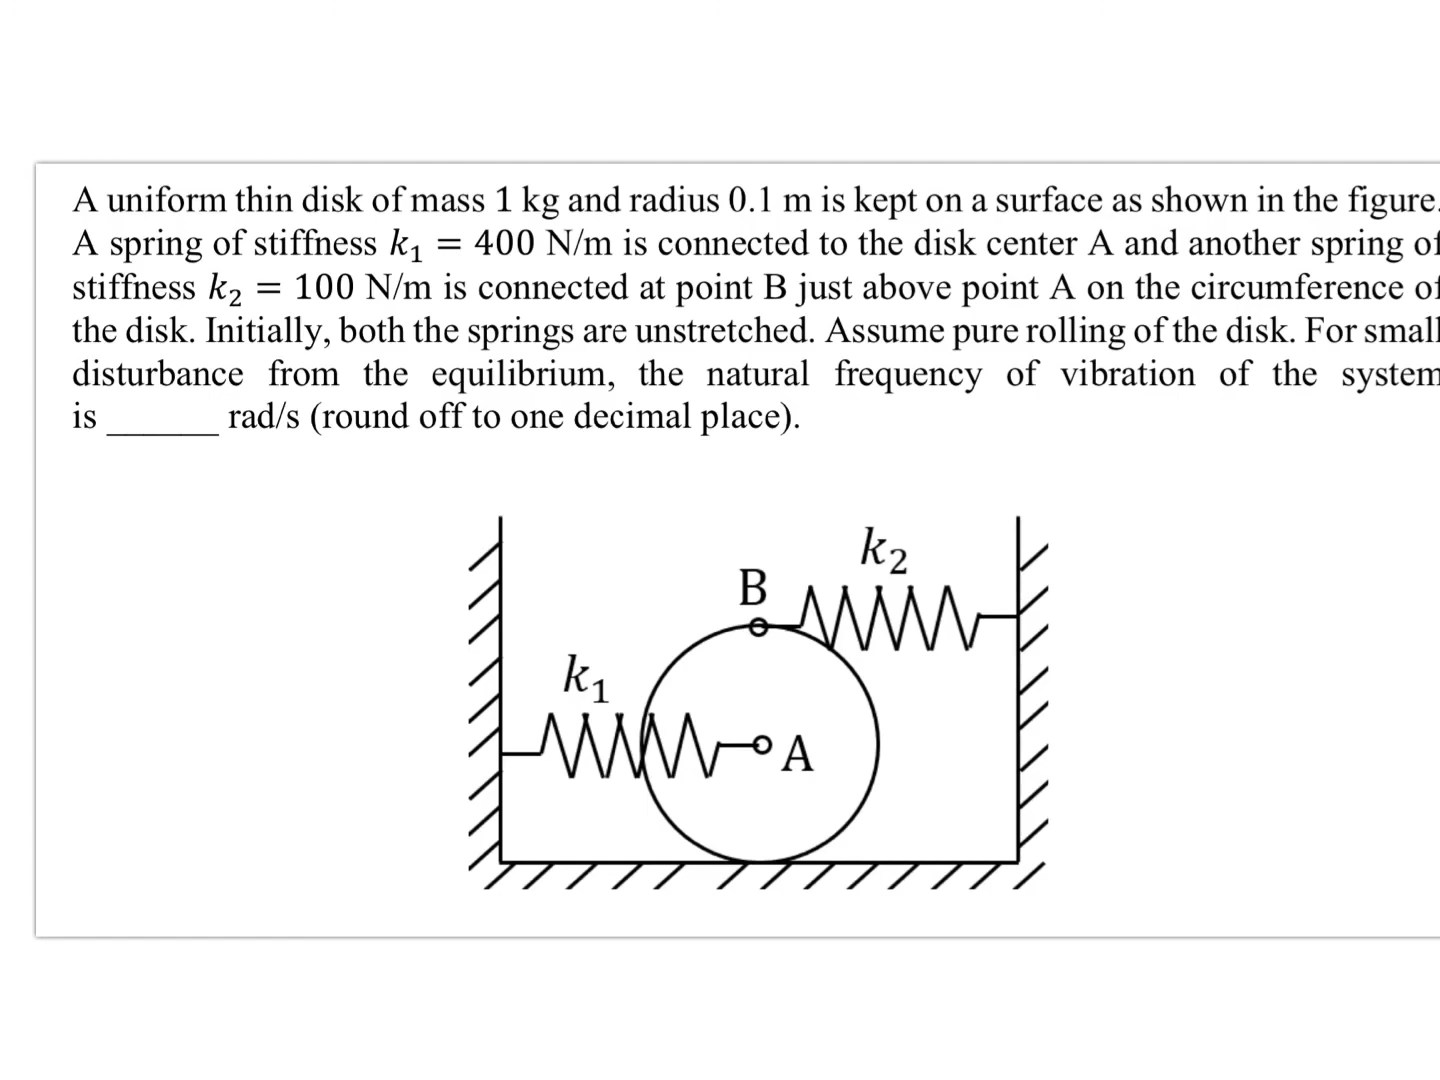 A uniform thin disk of mass 1 kg and radius 0.1 m is kept on a surface as shown in the figure.
A spring of stiffness k₁ = 400 N/m is connected to the disk center A and another spring of
stiffness k₂ = 100 N/m is connected at point B just above point A on the circumference of
the disk. Initially, both the springs are unstretched. Assume pure rolling of the disk. For small
disturbance from the equilibrium, the natural frequency of vibration of the system
is ______ rad/s (round off to one decimal place).
k₂
B
k₁
A